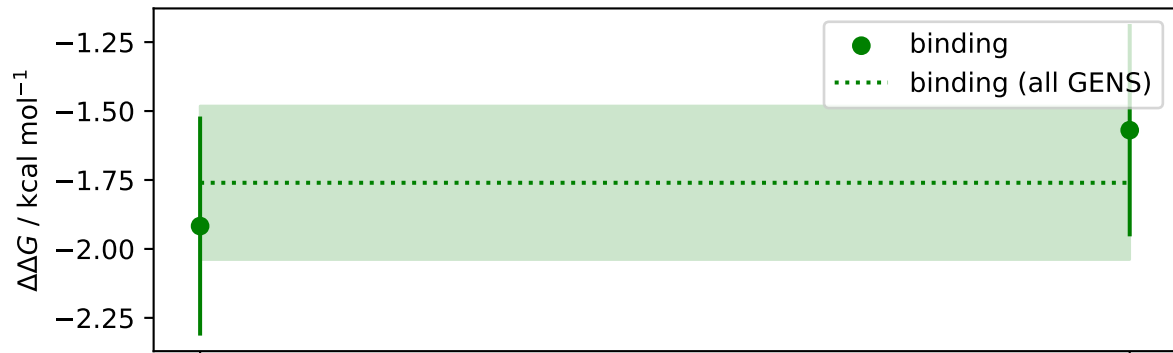 −1.25
−1.50
−1.75
−2.00
−2.25
ΔΔG / kcal mol⁻¹
binding
binding (all GENS)